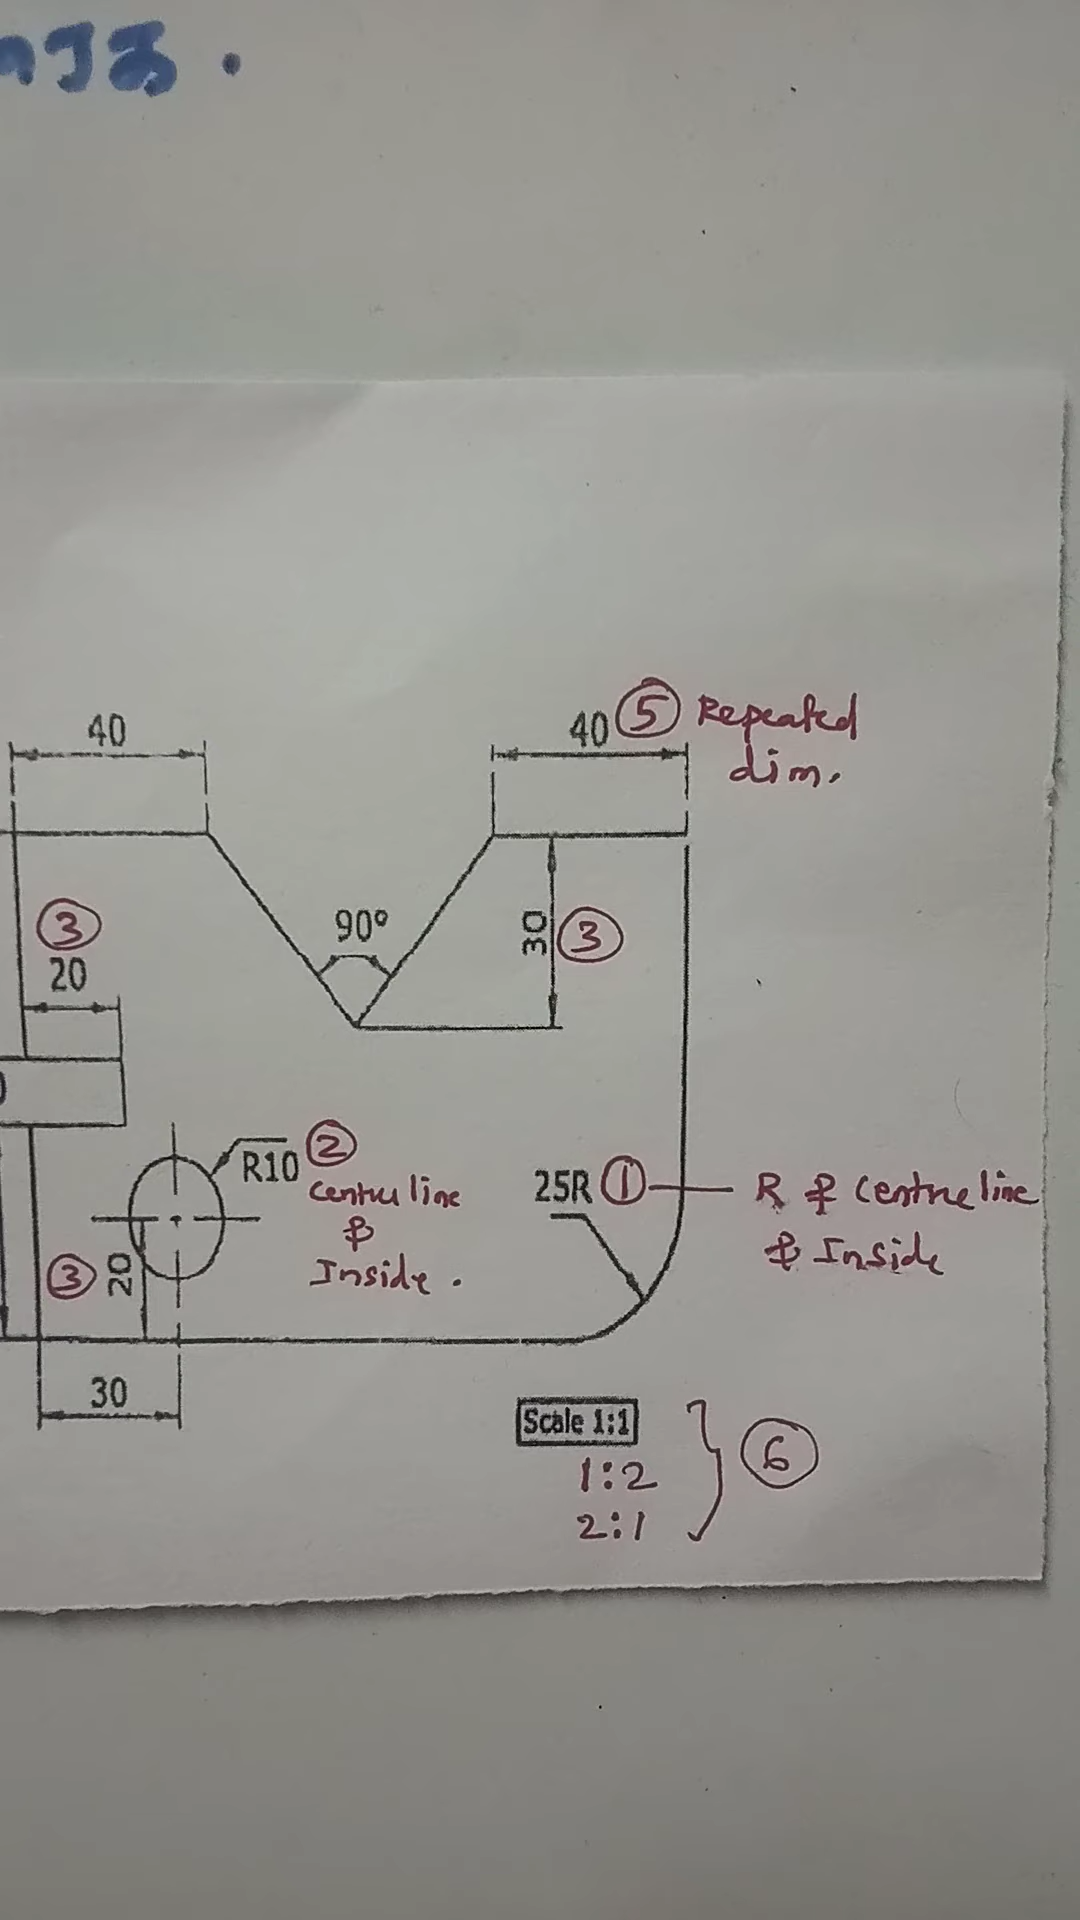 40
40 ⑤ Repeated
dim.
③
20
90°
30 ③
R10 ②
Centre line
&
Inside.
25R ① R & Centre line
& Inside
③ 20
30
Scale 1:1
1:2
2:1
⑥